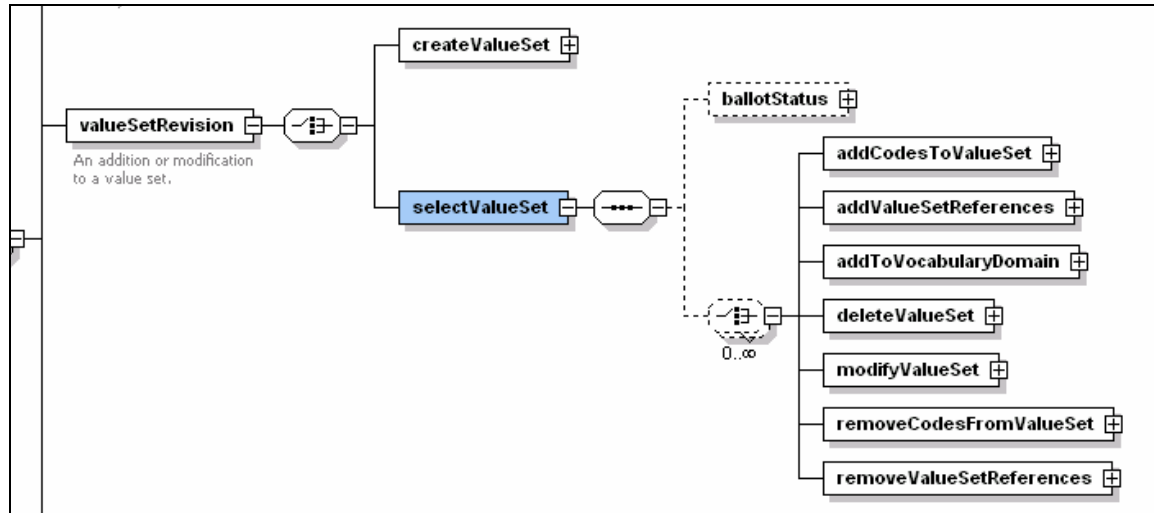 createValueSet
ballotStatus
valueSetRevision
An addition or modification
to a value set.
addCodesToValueSet
selectValueSet
addValueSetReferences
addToVocabularyDomain
deleteValueSet
0..∞
modifyValueSet
removeCodesFromValueSet
removeValueSetReferences